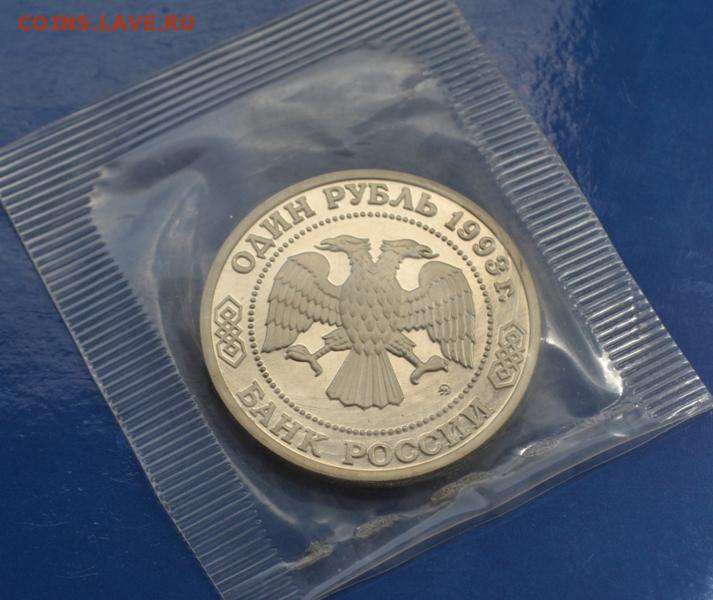 COINS.LAVE.RU
ОДИН РУБЛЬ 1993 г.
БАНК РОССИИ